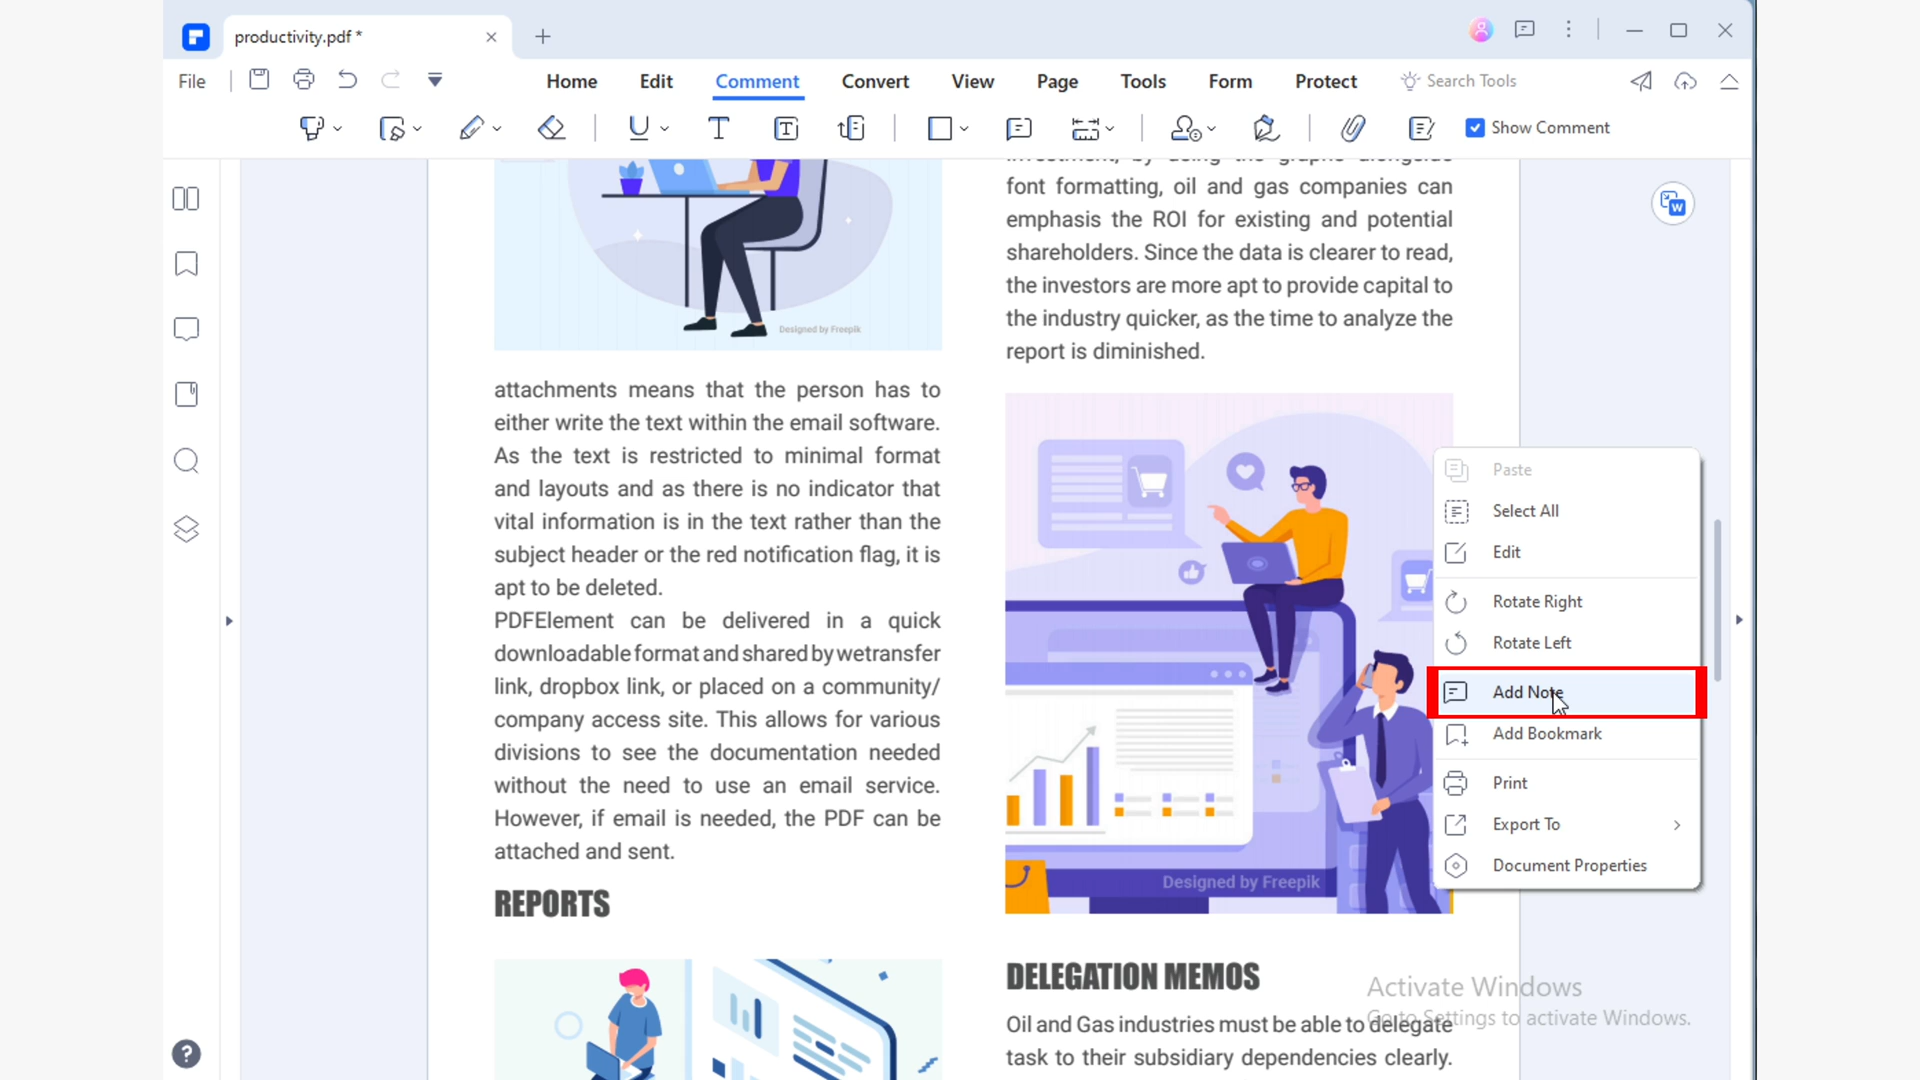 productivity.pdf *
File
Home
Edit
Comment
Convert
View
Page
Tools
Form
Protect
Search Tools
Show Comment
Designed by Freepik
attachments means that the person has to
either write the text within the email software.
As the text is restricted to minimal format
and layouts and as there is no indicator that
vital information is in the text rather than the
subject header or the red notification flag, it is
apt to be deleted.
PDFElement can be delivered in a quick
downloadable format and shared by wetransfer
link, dropbox link, or placed on a community/
company access site. This allows for various
divisions to see the documentation needed
without the need to use an email service.
However, if email is needed, the PDF can be
attached and sent.
REPORTS
investment, by using the graphs alongside
font formatting, oil and gas companies can
emphasis the ROI for existing and potential
shareholders. Since the data is clearer to read,
the investors are more apt to provide capital to
the industry quicker, as the time to analyze the
report is diminished.
Designed by Freepik
DELEGATION MEMOS
Oil and Gas industries must be able to delegate
task to their subsidiary dependencies clearly.
W
Paste
Select All
Edit
Rotate Right
Rotate Left
Add Note
Add Bookmark
Print
Export To
Document Properties
Activate Windows
Go to Settings to activate Windows.